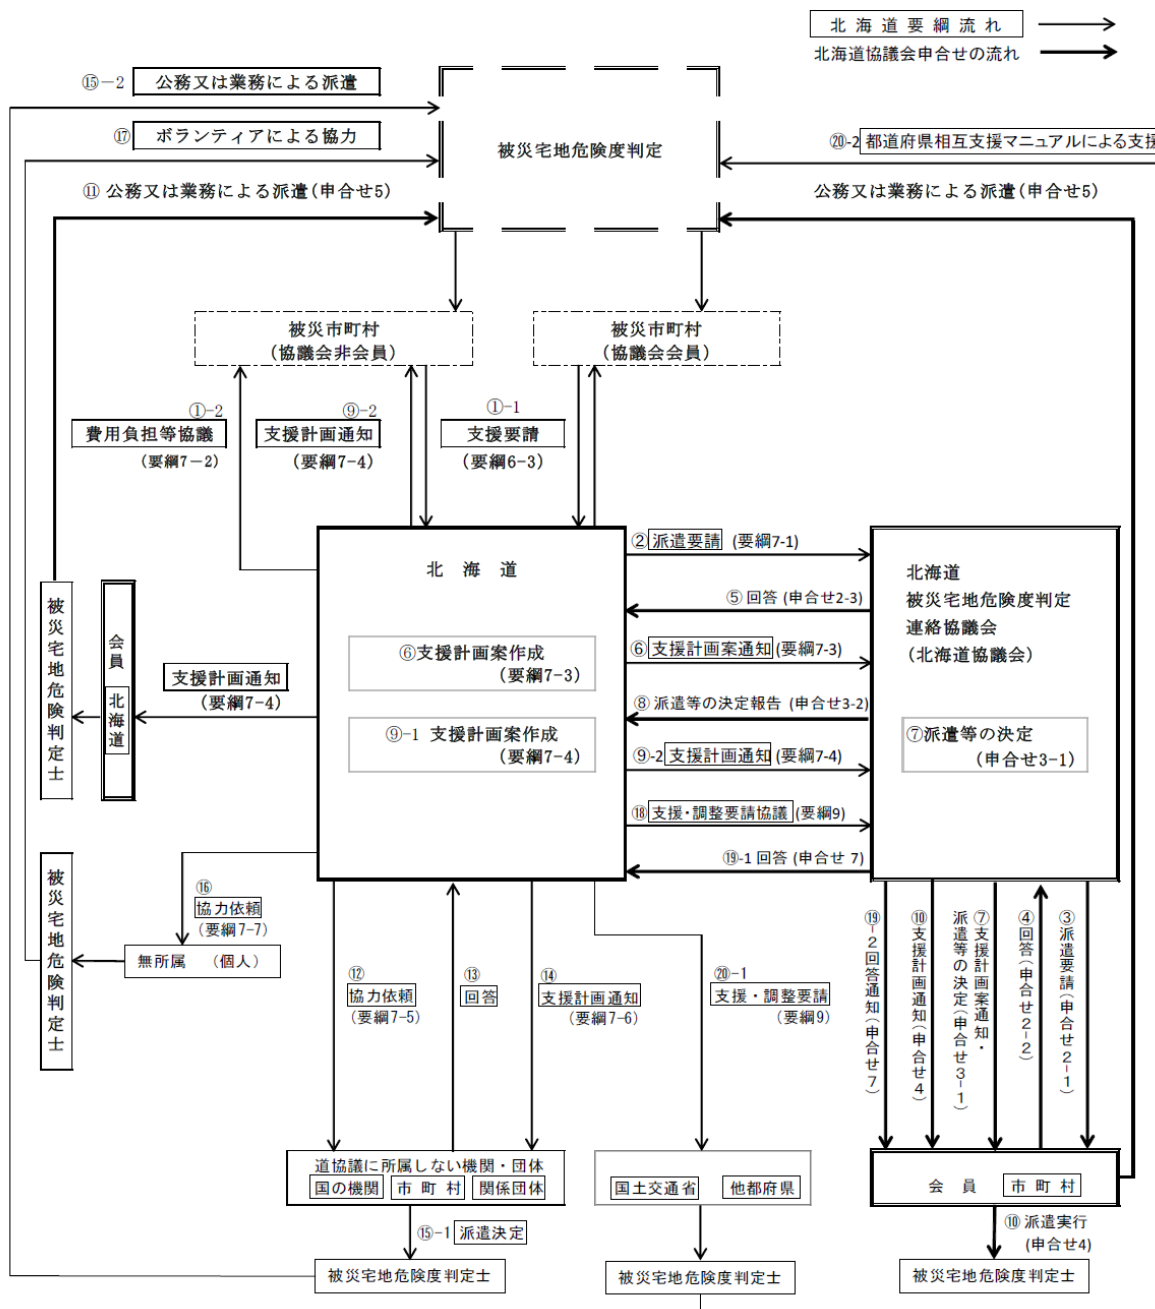 北海道要綱流れ
北海道協議会申合せの流れ
⑮－2 公務又は業務による派遣
⑰ ボランティアによる協力
被災宅地危険度判定
⑳-2 都道府県相互支援マニュアルによる支援
⑪ 公務又は業務による派遣(申合せ5)
公務又は業務による派遣(申合せ5)
被災市町村
（協議会非会員）
被災市町村
（協議会会員）
①-2
費用負担等協議
（要綱7－2）
⑨-2
支援計画通知
（要綱7-4）
①-1
支援要請
（要綱6-3）
北海道
⑥支援計画案作成
（要綱7-3）
⑨-1 支援計画案作成
（要綱7-4）
② 派遣要請 (要綱7-1)
⑤ 回答 (申合せ2-3)
⑥ 支援計画案通知 (要綱7-3)
⑧ 派遣等の決定報告 (申合せ3-2)
⑨-2 支援計画通知 (要綱7-4)
⑱ 支援・調整要請協議 (要綱9)
⑲-1 回答 (申合せ 7)
北海道
被災宅地危険度判定
連絡協議会
（北海道協議会）
⑦派遣等の決定
（申合せ3-1）
被災宅地危険判定士
会員 北海道
支援計画通知
（要綱7-4）
被災宅地危険判定士
⑯
協力依頼
（要綱7-7）
無所属 （個人）
⑫
協力依頼
（要綱7-5）
⑬
回答
⑭
支援計画通知
（要綱7-6）
⑳-1
支援・調整要請
（要綱9）
⑲-2回答通知（申合せ7）
⑩支援計画通知（申合せ4）
⑦支援計画案通知・
派遣等の決定（申合せ3-1）
④回答（申合せ2-2）
③派遣要請（申合せ2-1）
道協議に所属しない機関・団体
国の機関 市町村 関係団体
国土交通省 他都府県
会員 市町村
⑮-1 派遣決定
⑩ 派遣実行
(申合せ4)
被災宅地危険度判定士
被災宅地危険度判定士
被災宅地危険度判定士